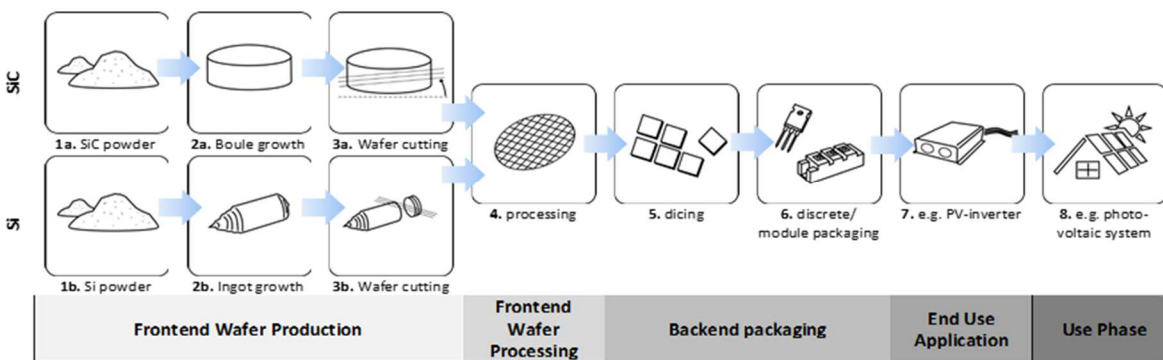 SiC
1a. SiC powder
2a. Boule growth
3a. Wafer cutting
Si
1b. Si powder
2b. Ingot growth
3b. Wafer cutting
4. processing
5. dicing
6. discrete/
module packaging
7. e.g. PV-inverter
8. e.g. photo-
voltaic system
Frontend Wafer Production
Frontend
Wafer
Processing
Backend packaging
End Use
Application
Use Phase